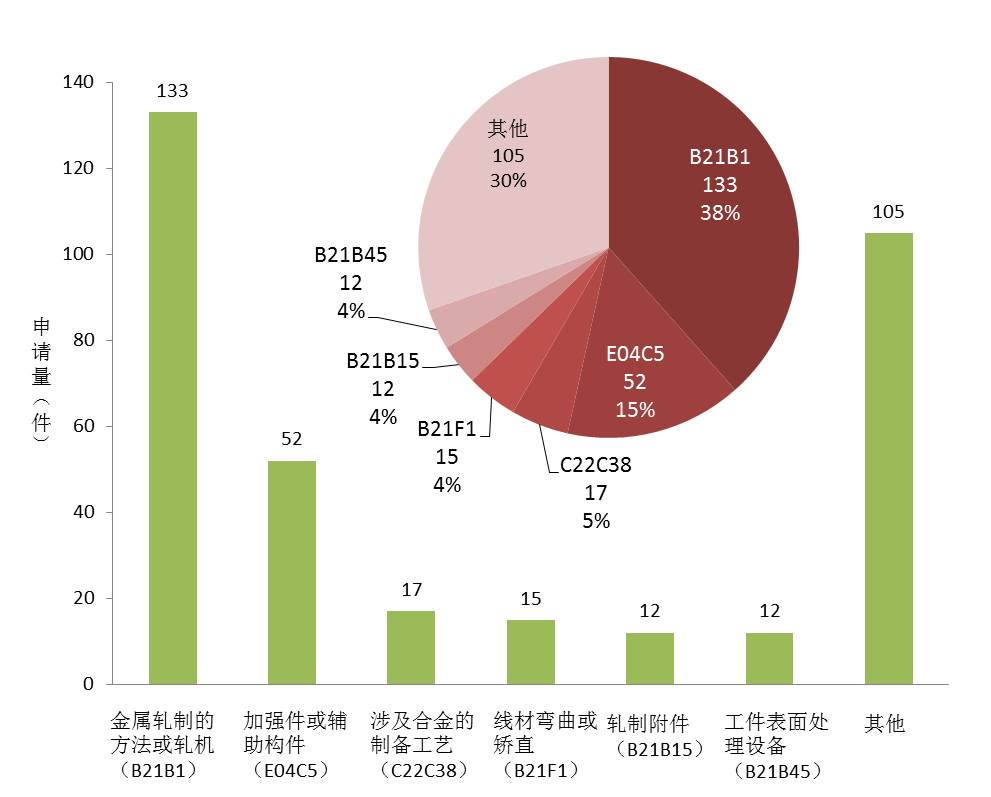 申请量（件）
140
120
100
80
60
40
20
0
133
52
17
15
12
12
105
金属轧制的
方法或轧机
（B21B1）
加强件或辅
助构件
（E04C5）
涉及合金的
制备工艺
（C22C38）
线材弯曲或
矫直
（B21F1）
轧制附件
（B21B15）
工件表面处
理设备
（B21B45）
其他
B21B1
133
38%
E04C5
52
15%
C22C38
17
5%
B21F1
15
4%
B21B15
12
4%
B21B45
12
4%
其他
105
30%